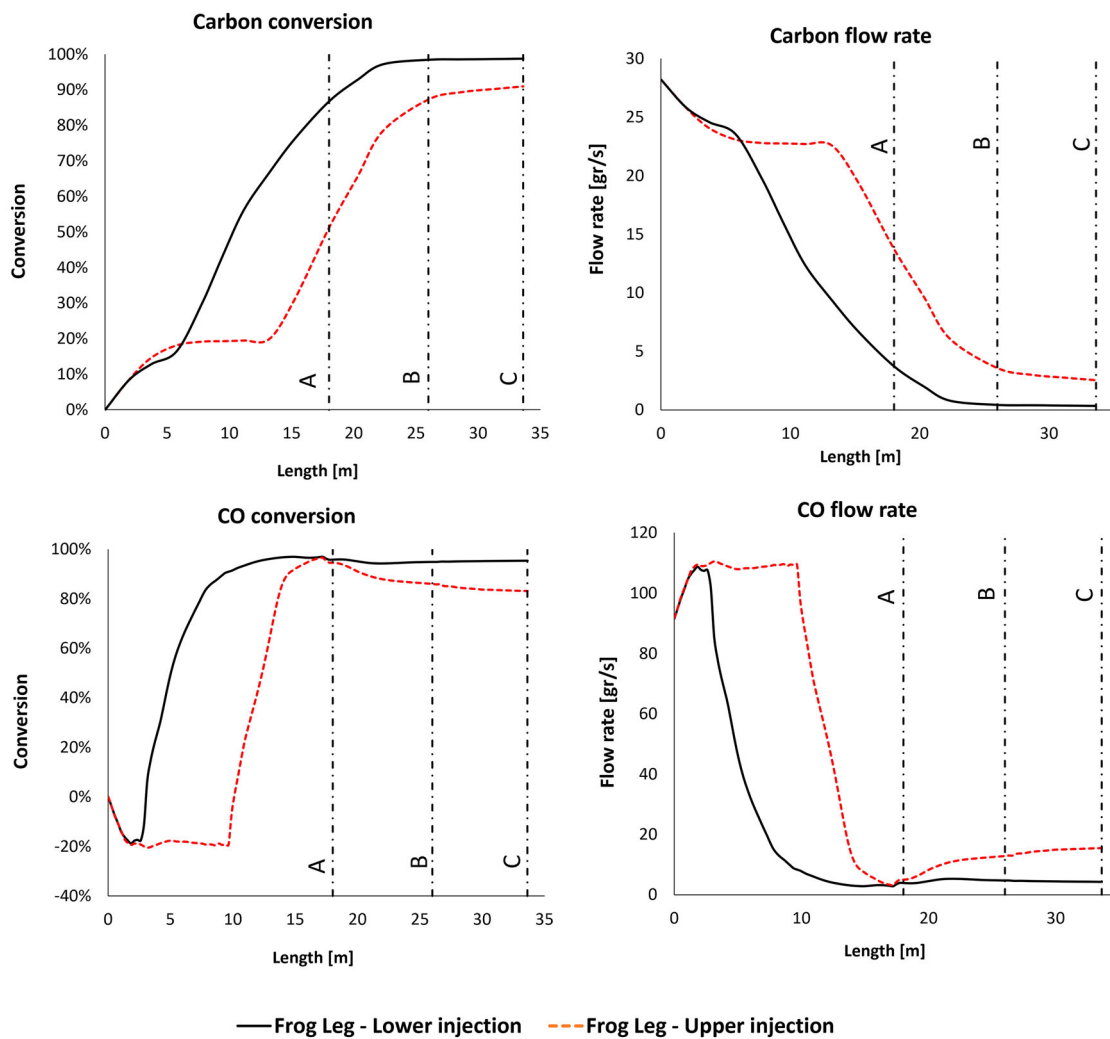 Carbon conversion
100%
90%
80%
70%
60%
50%
40%
30%
20%
10%
0%
Conversion
A
B
C
0 5 10 15 20 25 30 35
Length [m]
Carbon flow rate
30
25
20
15
10
5
0
Flow rate [gr/s]
A
B
C
0 10 20 30
Length [m]
CO conversion
100%
80%
60%
40%
20%
0%
-20%
-40%
Conversion
A
B
C
0 5 10 15 20 25 30 35
Length [m]
CO flow rate
120
100
80
60
40
20
0
Flow rate [gr/s]
A
B
C
0 10 20 30
Length [m]
Frog Leg - Lower injection Frog Leg - Upper injection